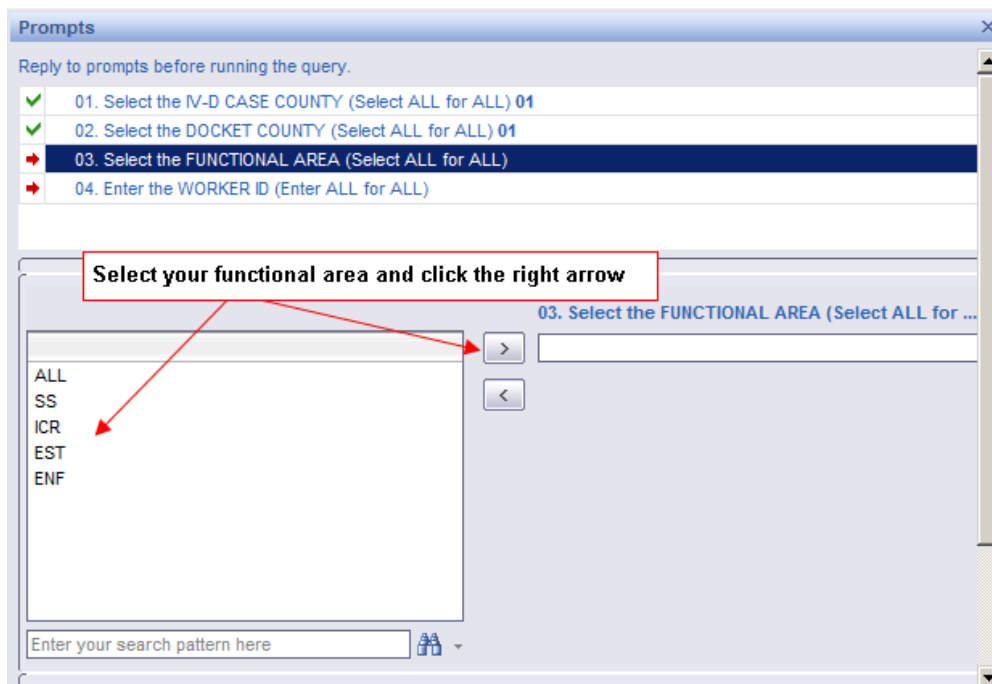 Prompts
Reply to prompts before running the query.
01. Select the IV-D CASE COUNTY (Select ALL for ALL) 01
02. Select the DOCKET COUNTY (Select ALL for ALL) 01
03. Select the FUNCTIONAL AREA (Select ALL for ALL)
04. Enter the WORKER ID (Enter ALL for ALL)
Select your functional area and click the right arrow
03. Select the FUNCTIONAL AREA (Select ALL for ...
>
ALL
<
SS
ICR
EST
ENF
Enter your search pattern here